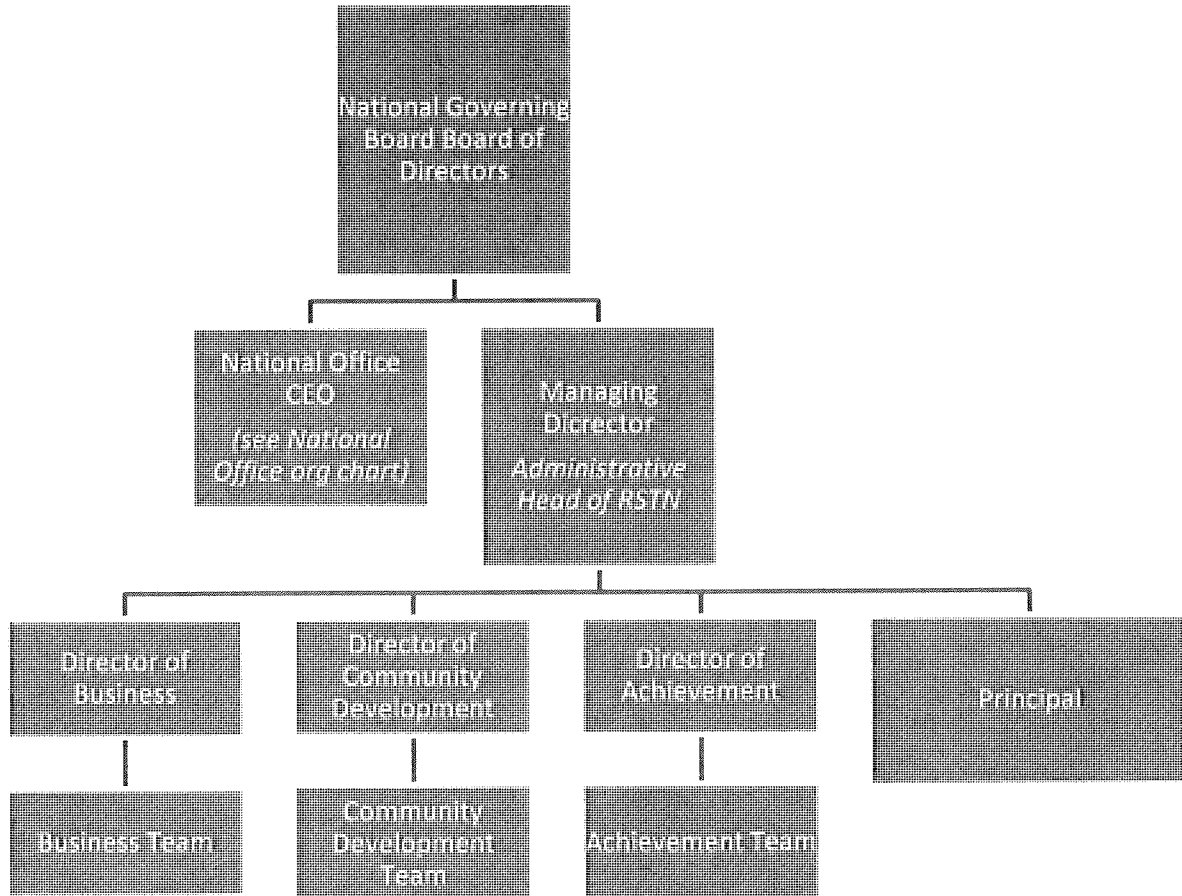 National Governing
Board Board of
Directors
National Office
CEO
(see National
Office org chart)
Managing
Dicrector
Administrative
Head of RSTN
Director of
Business
Director of
Community
Development
Director of
Achievement
Principal
Business Team
Community
Development
Team
Achievement Team